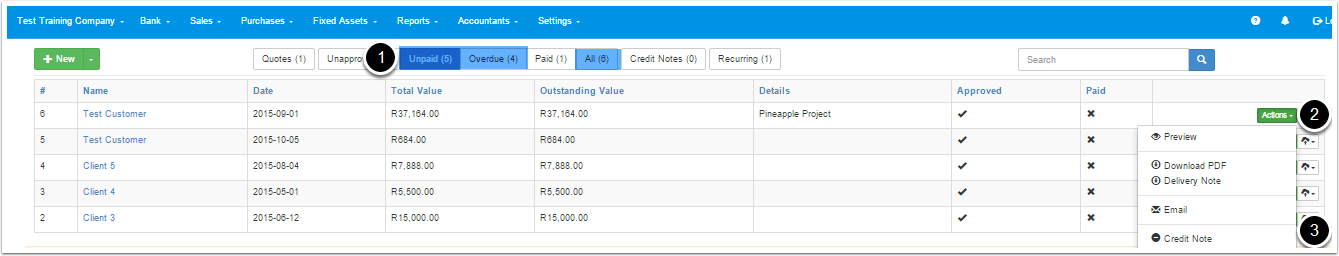 Test Training Company Bank Sales Purchases Fixed Assets Reports Accountants Settings
New Quotes (1) 1 Unpaid (5) Overdue (4) Paid (1) All (6) Credit Notes (0) Recurring (1) Search
# Name Date Total Value Outstanding Value Details Approved Paid
6 Test Customer 2015-09-01 R37,164.00 R37,164.00 Pineapple Project Actions 2
Preview
5 Test Customer 2015-10-05 R684.00 R684.00
4 Client 5 2015-08-04 R7,888.00 R7,888.00 Download PDF
Delivery Note
3 Client 4 2015-05-01 R5,500.00 R5,500.00
Email
2 Client 3 2015-06-12 R15,000.00 R15,000.00
3
Credit Note